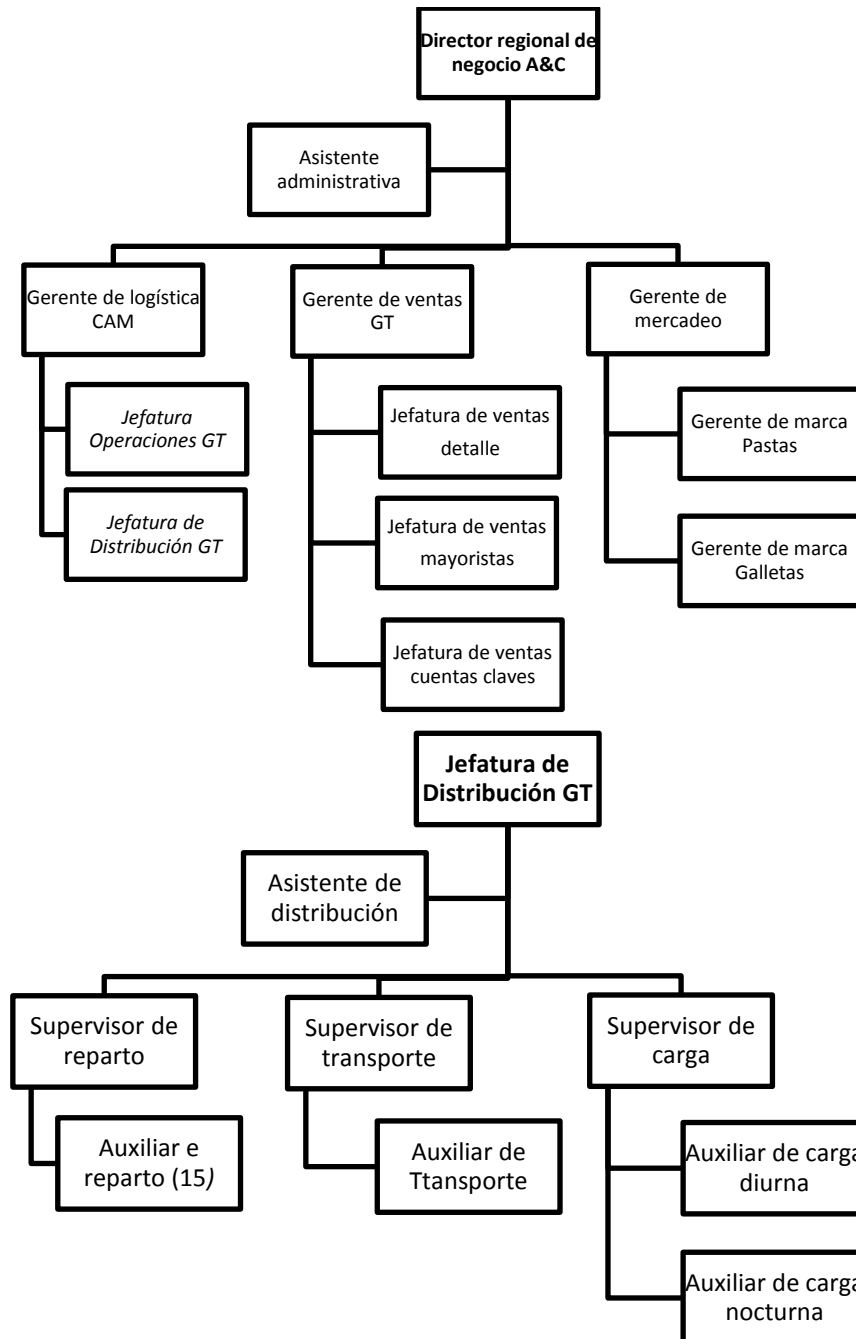 Director regional de
negocio A&C
Asistente
administrativa
Gerente de logística
CAM
Gerente de ventas
GT
Gerente de
mercadeo
Jefatura
Operaciones GT
Jefatura de
Distribución GT
Jefatura de ventas
detalle
Jefatura de ventas
mayoristas
Jefatura de ventas
cuentas claves
Gerente de marca
Pastas
Gerente de marca
Galletas
Jefatura de
Distribución GT
Asistente de
distribución
Supervisor de
reparto
Supervisor de
transporte
Supervisor de
carga
Auxiliar e
reparto (15)
Auxiliar de
Ttansporte
Auxiliar de carga
diurna
Auxiliar de carga
nocturna